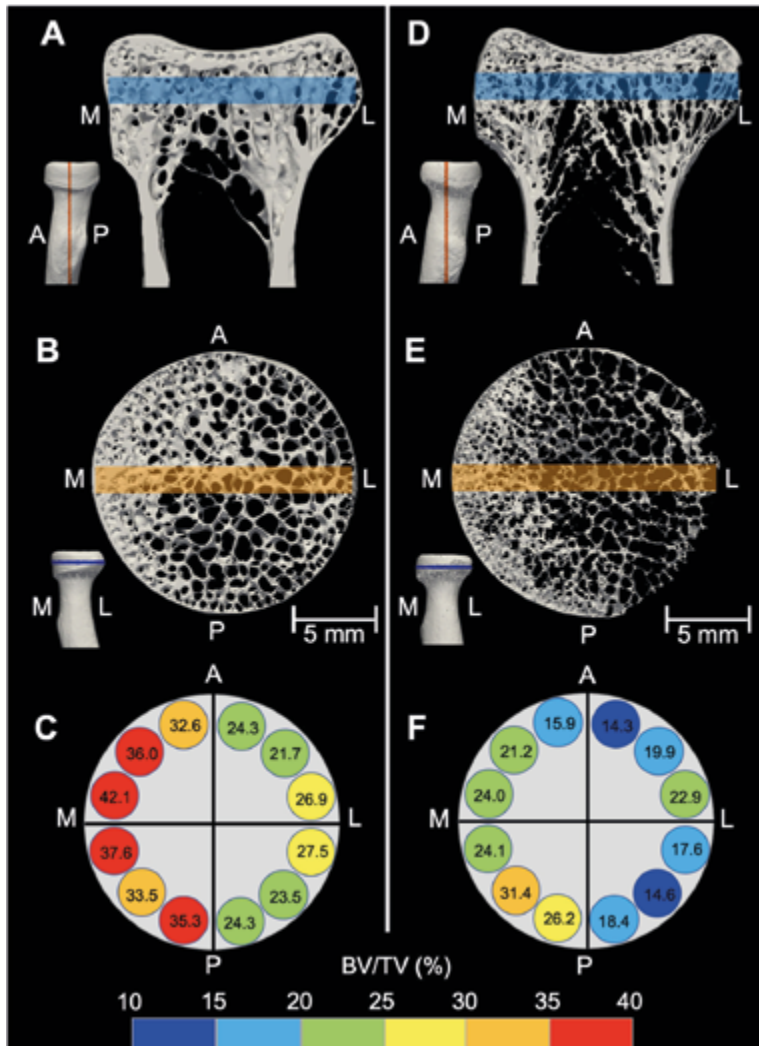 A
D
M
L
M
L
A
P
A
P
A
A
B
E
M
L
M
L
M
L
M
L
P
5 mm
P
5 mm
A
A
C
F
32.6
24.3
36.0
21.7
42.1
26.9
M
L
37.6
27.5
33.5
23.5
35.3
24.3
P
15.9
14.3
21.2
19.9
24.0
22.9
M
L
24.1
17.6
31.4
14.6
26.2
18.4
P
BV/TV (%)
10 15 20 25 30 35 40